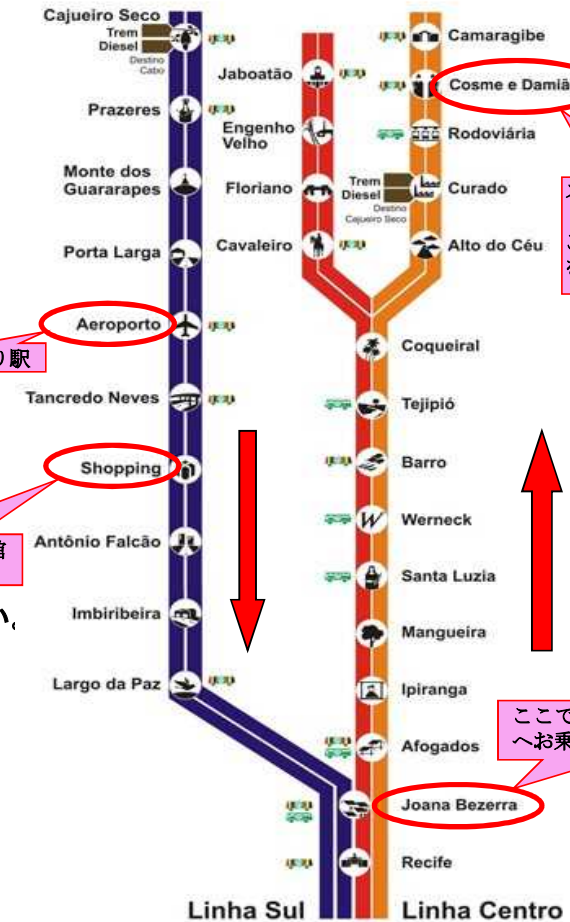 Cajueiro Seco
Trem
Diesel
Destino
Cabo
Prazeres
Monte dos
Guararapes
Porta Larga
Aeroporto
り駅
Tancredo Neves
Shopping
Antônio Falcão
館
い。
Imbiribeira
Largo da Paz
Linha Sul
Jaboatão
Engenho
Velho
Floriano
Cavaleiro
Camaragibe
Cosme e Damiã
Rodoviária
Trem
Diesel
Destino
Cajueiro Seco
Curado
Alto do Céu
Coqueiral
Tejipió
Barro
Werneck
Santa Luzia
Mangueira
Ipiranga
ここで
へお乗
Afogados
Joana Bezerra
Recife
Linha Centro